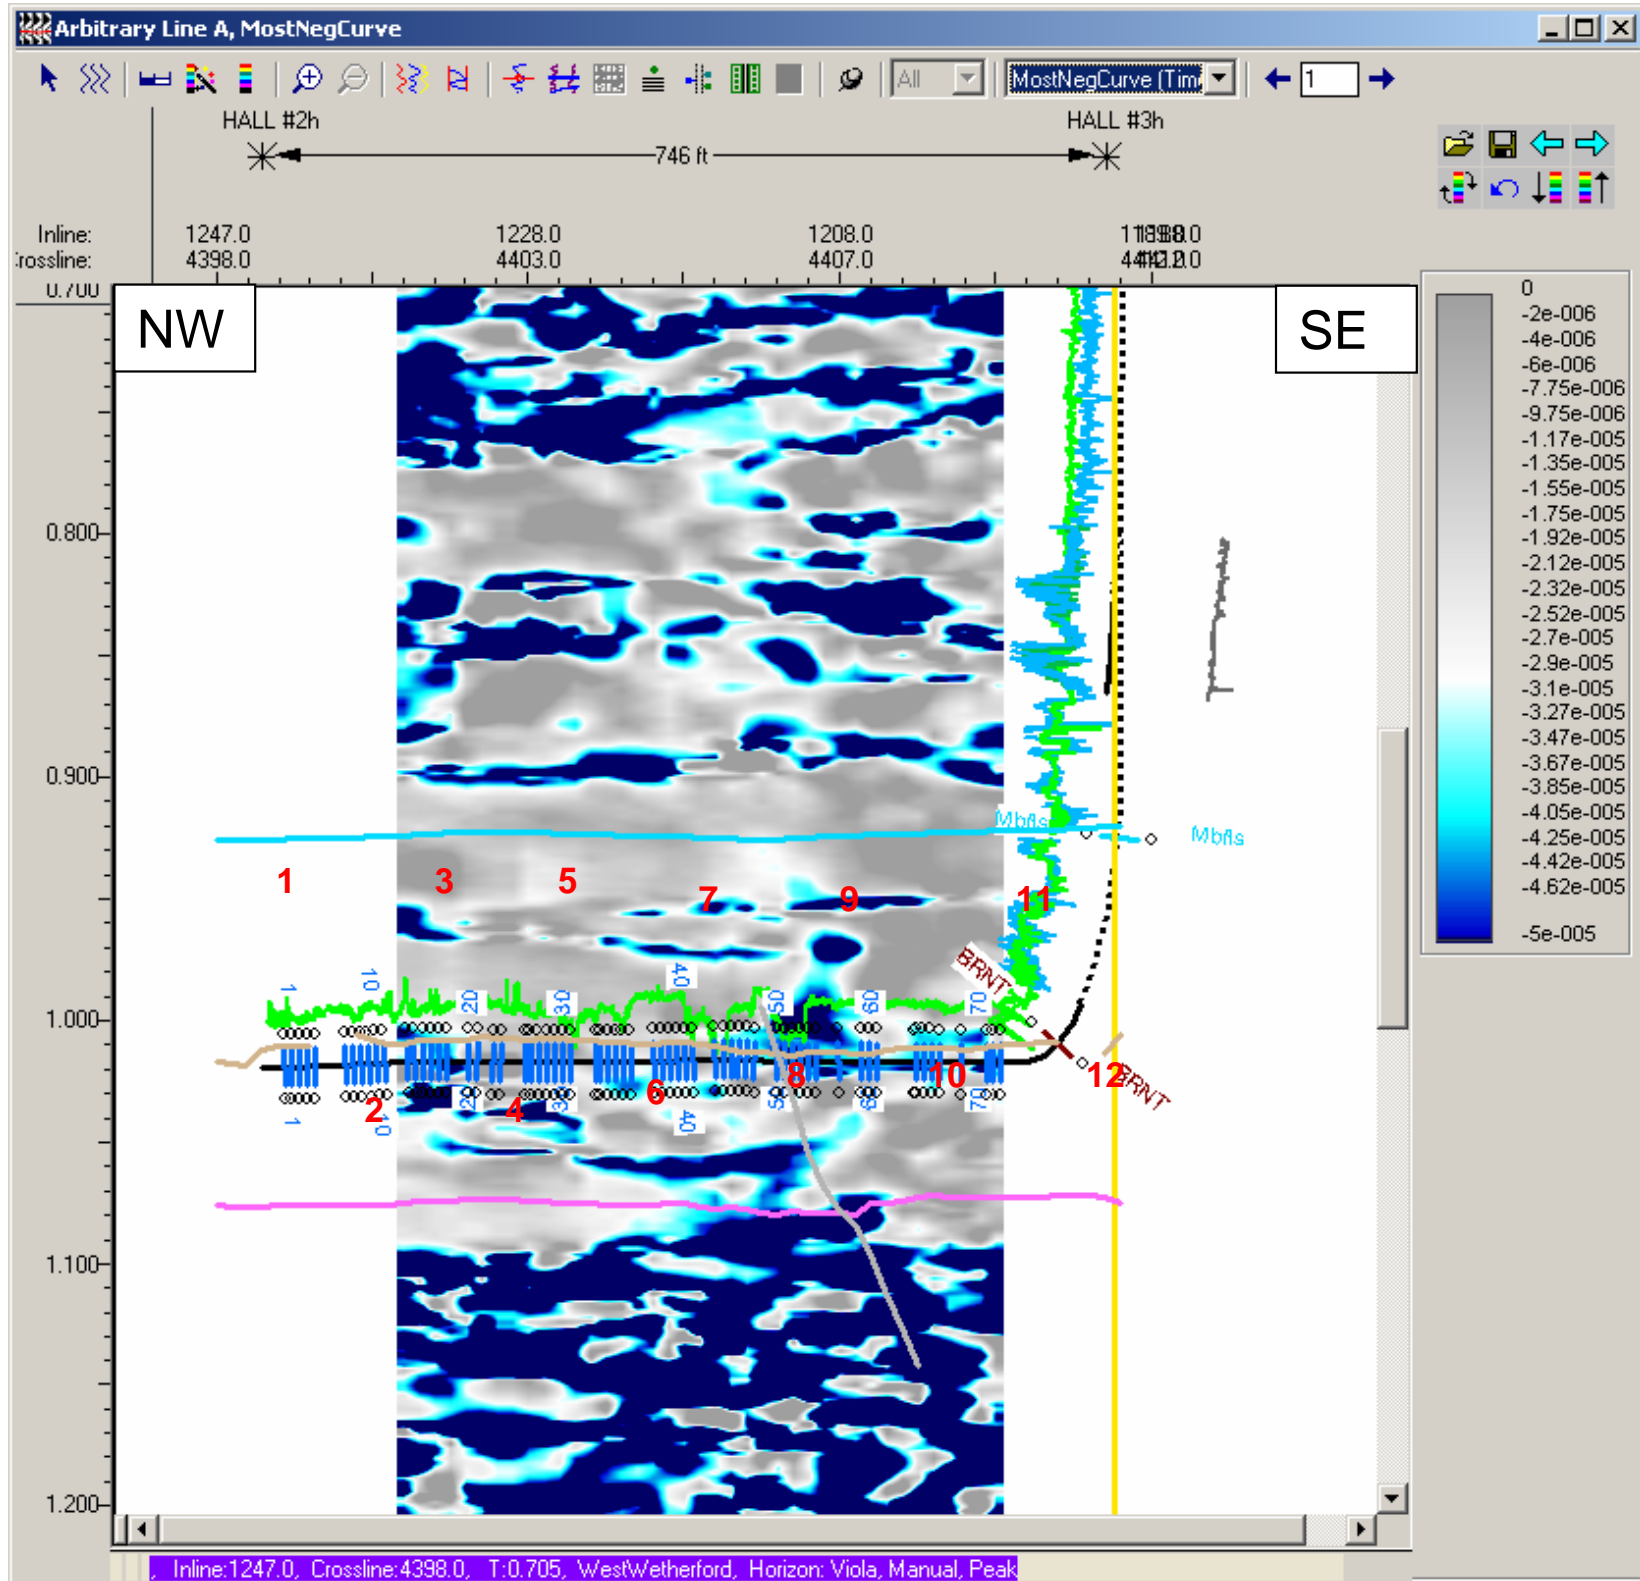 Arbitrary Line A, MostNegCurve
All
MostNegCurve (Tim
1
HALL #2h
HALL #3h
746 ft
Inline:
1247.0
1228.0
1208.0
rossline:
4398.0
4403.0
4407.0
0.700
NW
SE
0
-2e-006
-4e-006
-6e-006
-7.75e-006
-9.75e-006
-1.17e-005
-1.35e-005
-1.55e-005
-1.75e-005
-1.92e-005
-2.12e-005
-2.32e-005
-2.52e-005
-2.7e-005
-2.9e-005
-3.1e-005
-3.27e-005
-3.47e-005
-3.67e-005
-3.85e-005
-4.05e-005
-4.25e-005
-4.42e-005
-4.62e-005
-5e-005
0.800
0.900
Mbfls
Mbfls
1
3
5
7
9
11
BRNT
1
10
20
30
40
50
60
70
1.000
2
4
6
8
10
12
BRNT
1
10
20
30
40
50
60
70
1.100
1.200
, Inline:1247.0, Crossline:4398.0, T:0.705, WestWetherford, Horizon: Viola, Manual, Peak